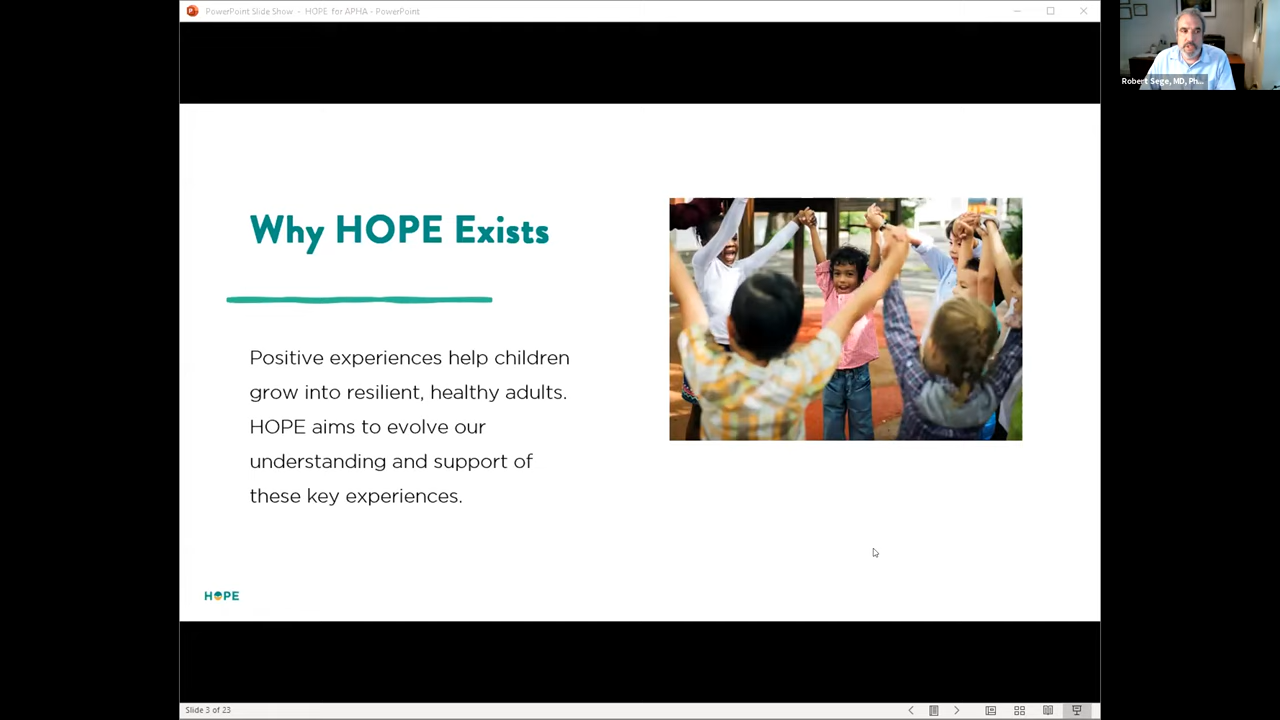 PowerPoint Slide Show - HOPE for APHA - PowerPoint
Robert Sege, MD, Ph...
Why HOPE Exists
Positive experiences help children
grow into resilient, healthy adults.
HOPE aims to evolve our
understanding and support of
these key experiences.
HOPE
Slide 3 of 23